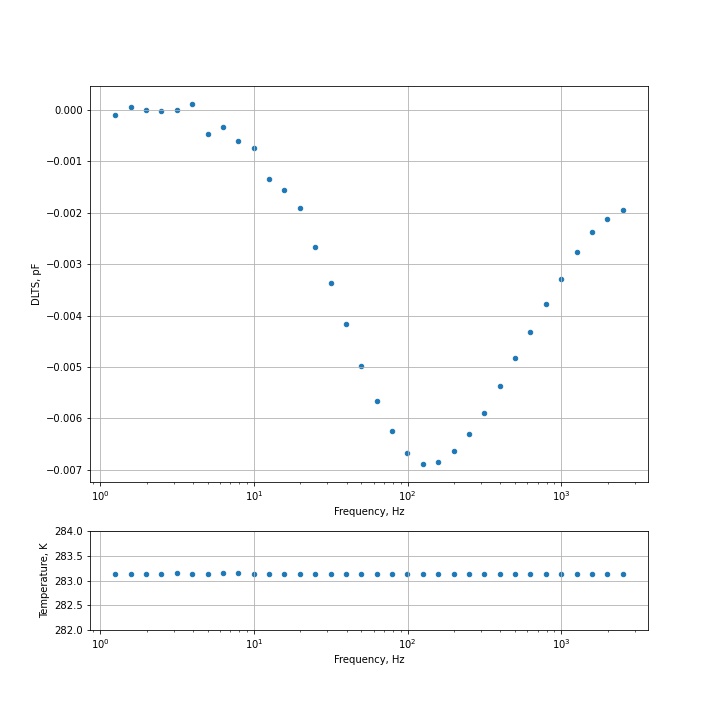 0.000
−0.001
−0.002
−0.003
−0.004
−0.005
−0.006
−0.007
DLTS, pF
10⁰ 10¹ 10² 10³
Frequency, Hz
284.0
283.5
283.0
282.5
282.0
Temperature, K
10⁰ 10¹ 10² 10³
Frequency, Hz